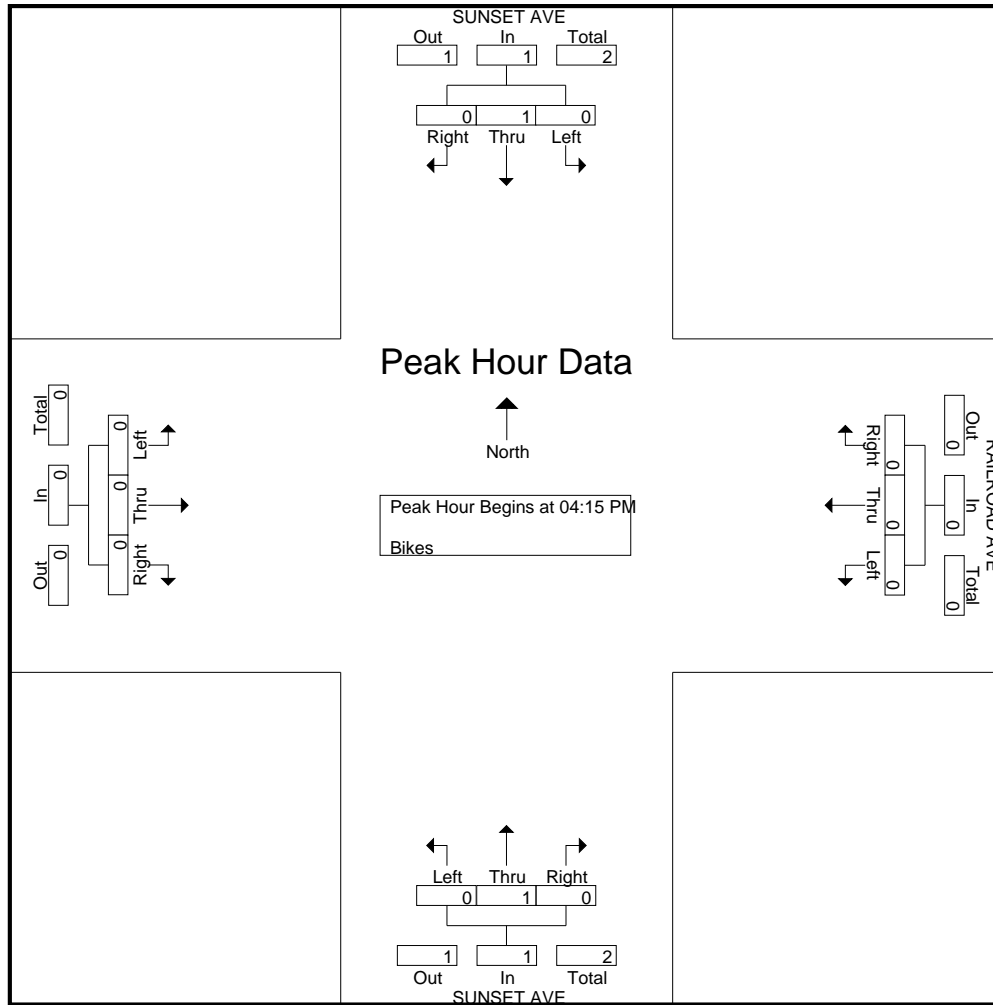 SUNSET AVE
Out In Total
1 1 2
0 1 0
Right Thru Left
Peak Hour Data
North
Peak Hour Begins at 04:15 PM
Bikes
Total In Out
0 0 0
0 0 0
Left Thru Right
Right Thru Left
0 0 0
0 0 0
Out In Total
RAILROAD AVE
Left Thru Right
0 1 0
1 1 2
Out In Total
SUNSET AVE